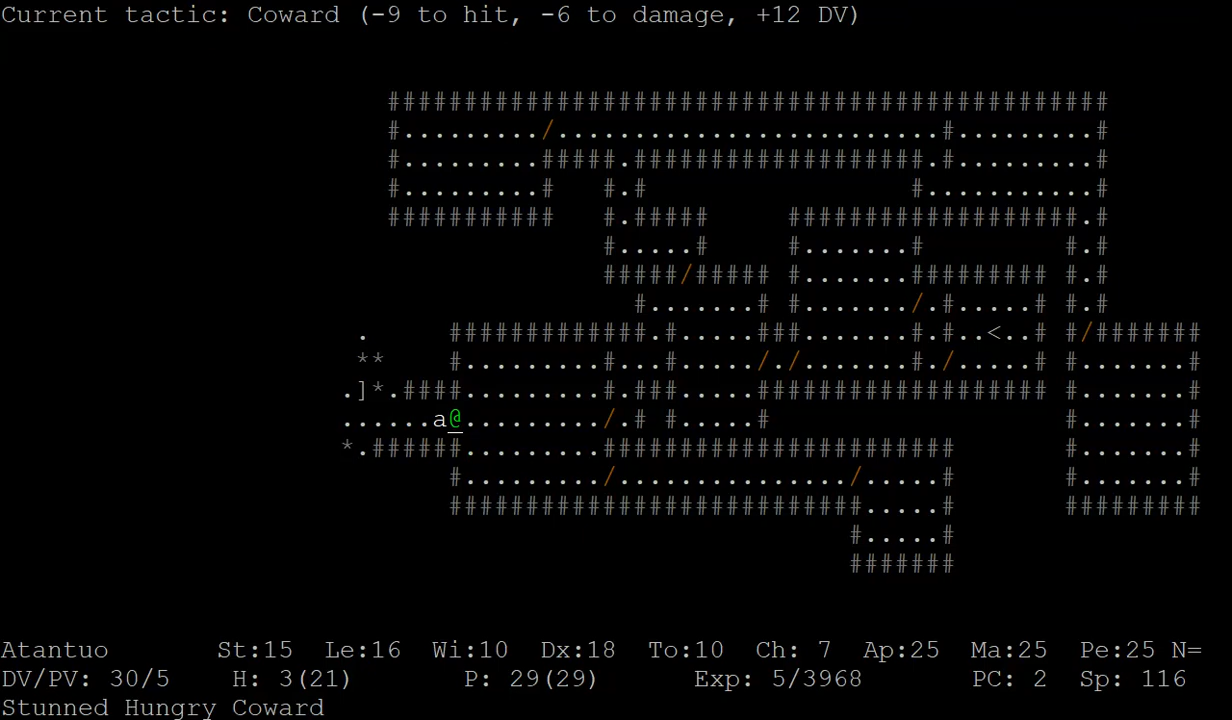 Current tactic: Coward (-9 to hit, -6 to damage, +12 DV)
##############################################
#........./........................#.........#
#.........#####.##################.#.........#
#.........#   #.#                 #..........#
###########   #.#####     ##################.#
#.....#     #.......#         #.#
#####/##### #.......######### #.#
#.......# #......./.#.....# #.#
.     #############.#.....###.......#.#..<..# #/#######
**    #.........#...#....././.......#./.....# #.......#
.]*.####.........#.###.....################### #.......#
......a@........./.# #.....#                   #.......#
*.######.........#######################       #.......#
#........./.............../.....#       #.......#
###########################.....#       #########
#.....#
#######
Atantuo       St:15  Le:16  Wi:10  Dx:18  To:10  Ch: 7  Ap:25  Ma:25  Pe:25 N=
DV/PV: 30/5    H: 3(21)       P: 29(29)     Exp: 5/3968       PC: 2  Sp: 116
Stunned Hungry Coward